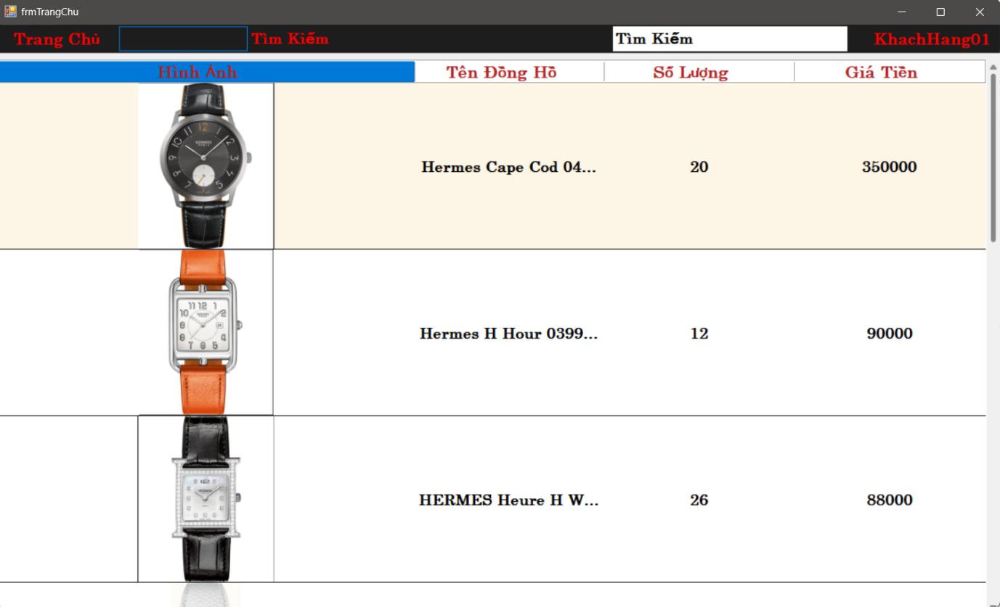 frmTrangChu
Trang Chủ Tìm Kiếm Tìm Kiếm KhachHang01
Hình Ảnh Tên Đồng Hồ Số Lượng Giá Tiền
Hermes Cape Cod 04... 20 350000
Hermes H Hour 0399... 12 90000
HERMES Heure H W... 26 88000